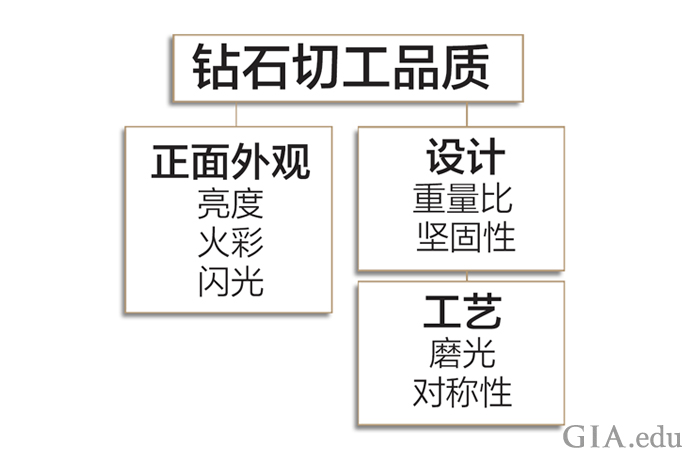 钻石切工品质
正面外观
亮度
火彩
闪光
设计
重量比
坚固性
工艺
磨光
对称性
GIA.edu